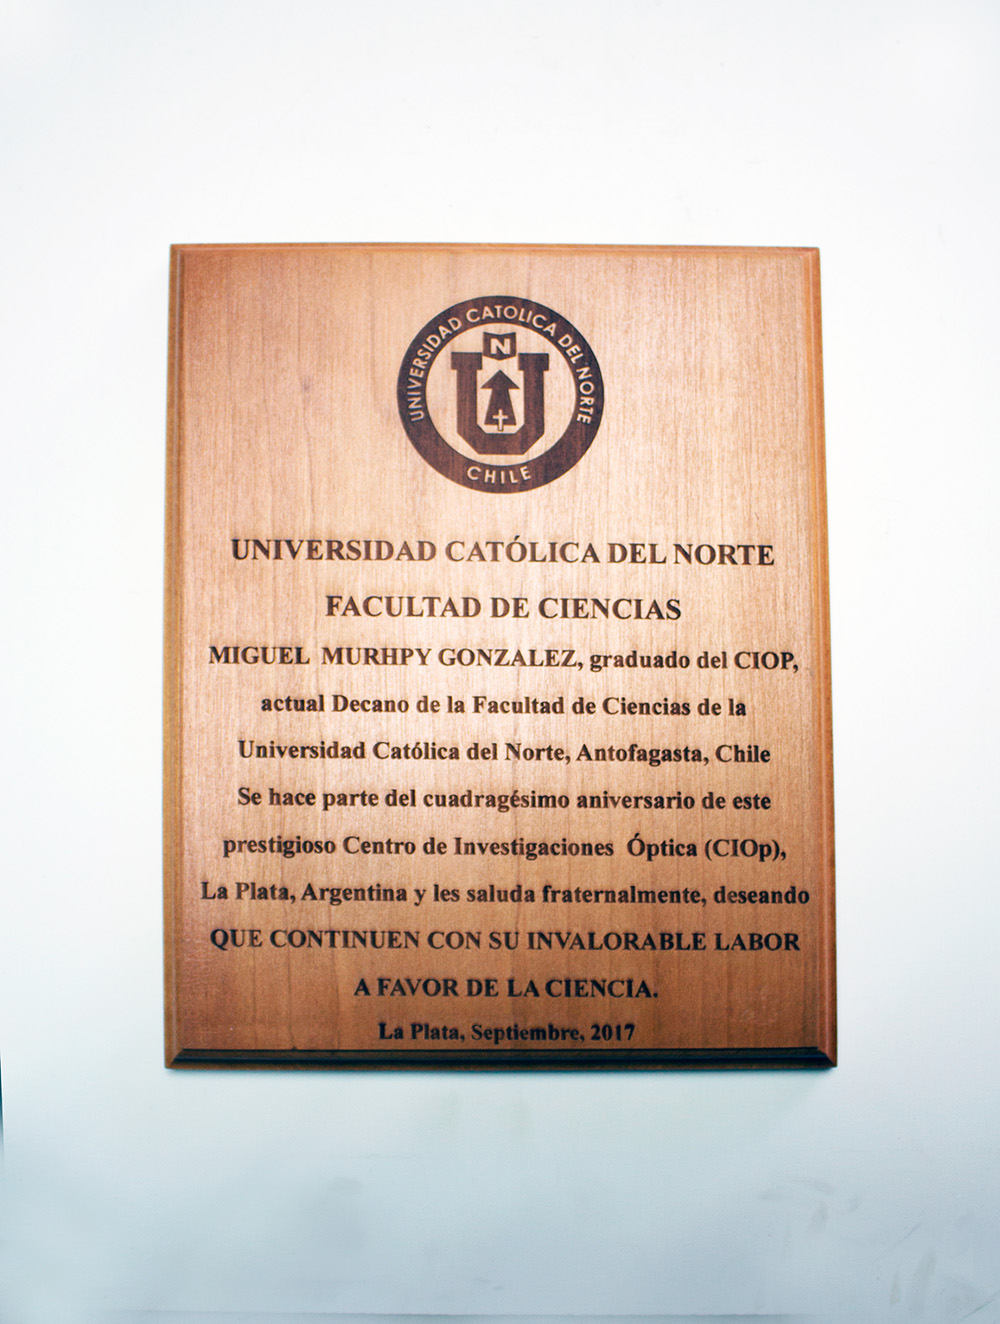 UNIVERSIDAD CATOLICA DEL NORTE
N
U
CHILE
UNIVERSIDAD CATÓLICA DEL NORTE
FACULTAD DE CIENCIAS
MIGUEL MURHPY GONZALEZ, graduado del CIOP,
actual Decano de la Facultad de Ciencias de la
Universidad Católica del Norte, Antofagasta, Chile
Se hace parte del cuadragésimo aniversario de este
prestigioso Centro de Investigaciones Óptica (CIOp),
La Plata, Argentina y les saluda fraternalmente, deseando
QUE CONTINUEN CON SU INVALORABLE LABOR
A FAVOR DE LA CIENCIA.
La Plata, Septiembre, 2017